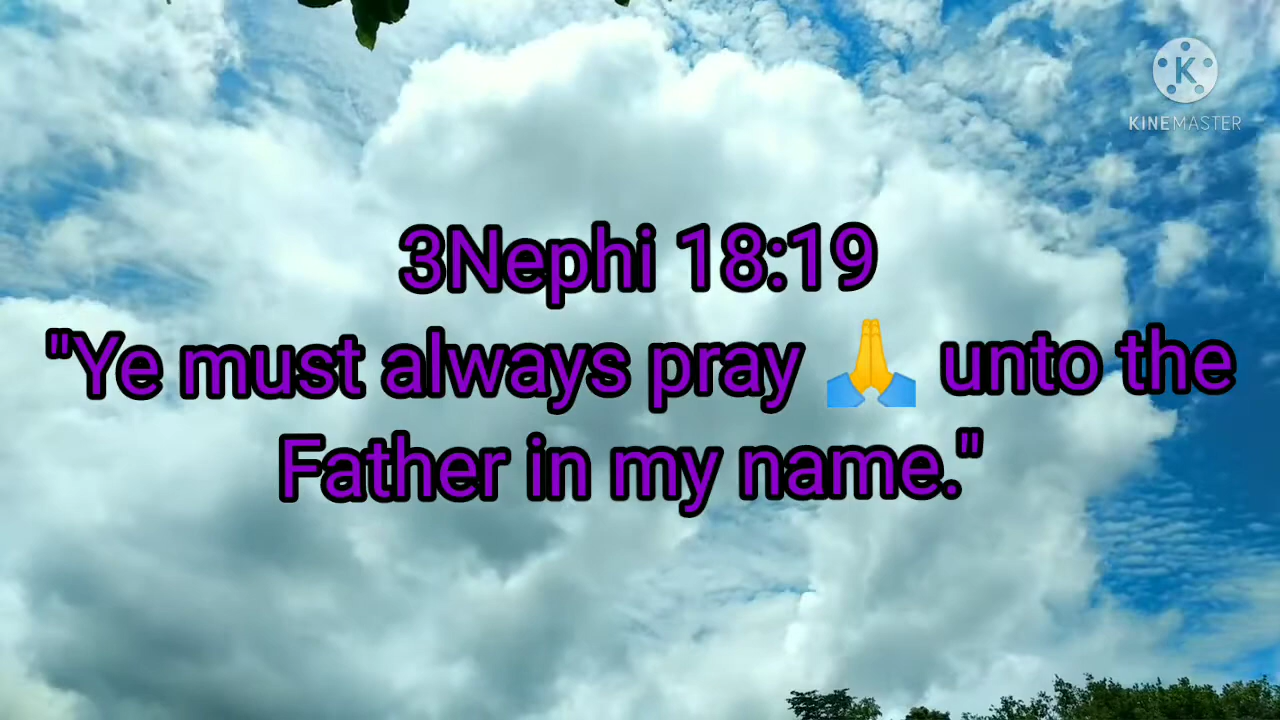 KINEMASTER
3Nephi 18:19
"Ye must always pray 🙏 unto the
Father in my name."